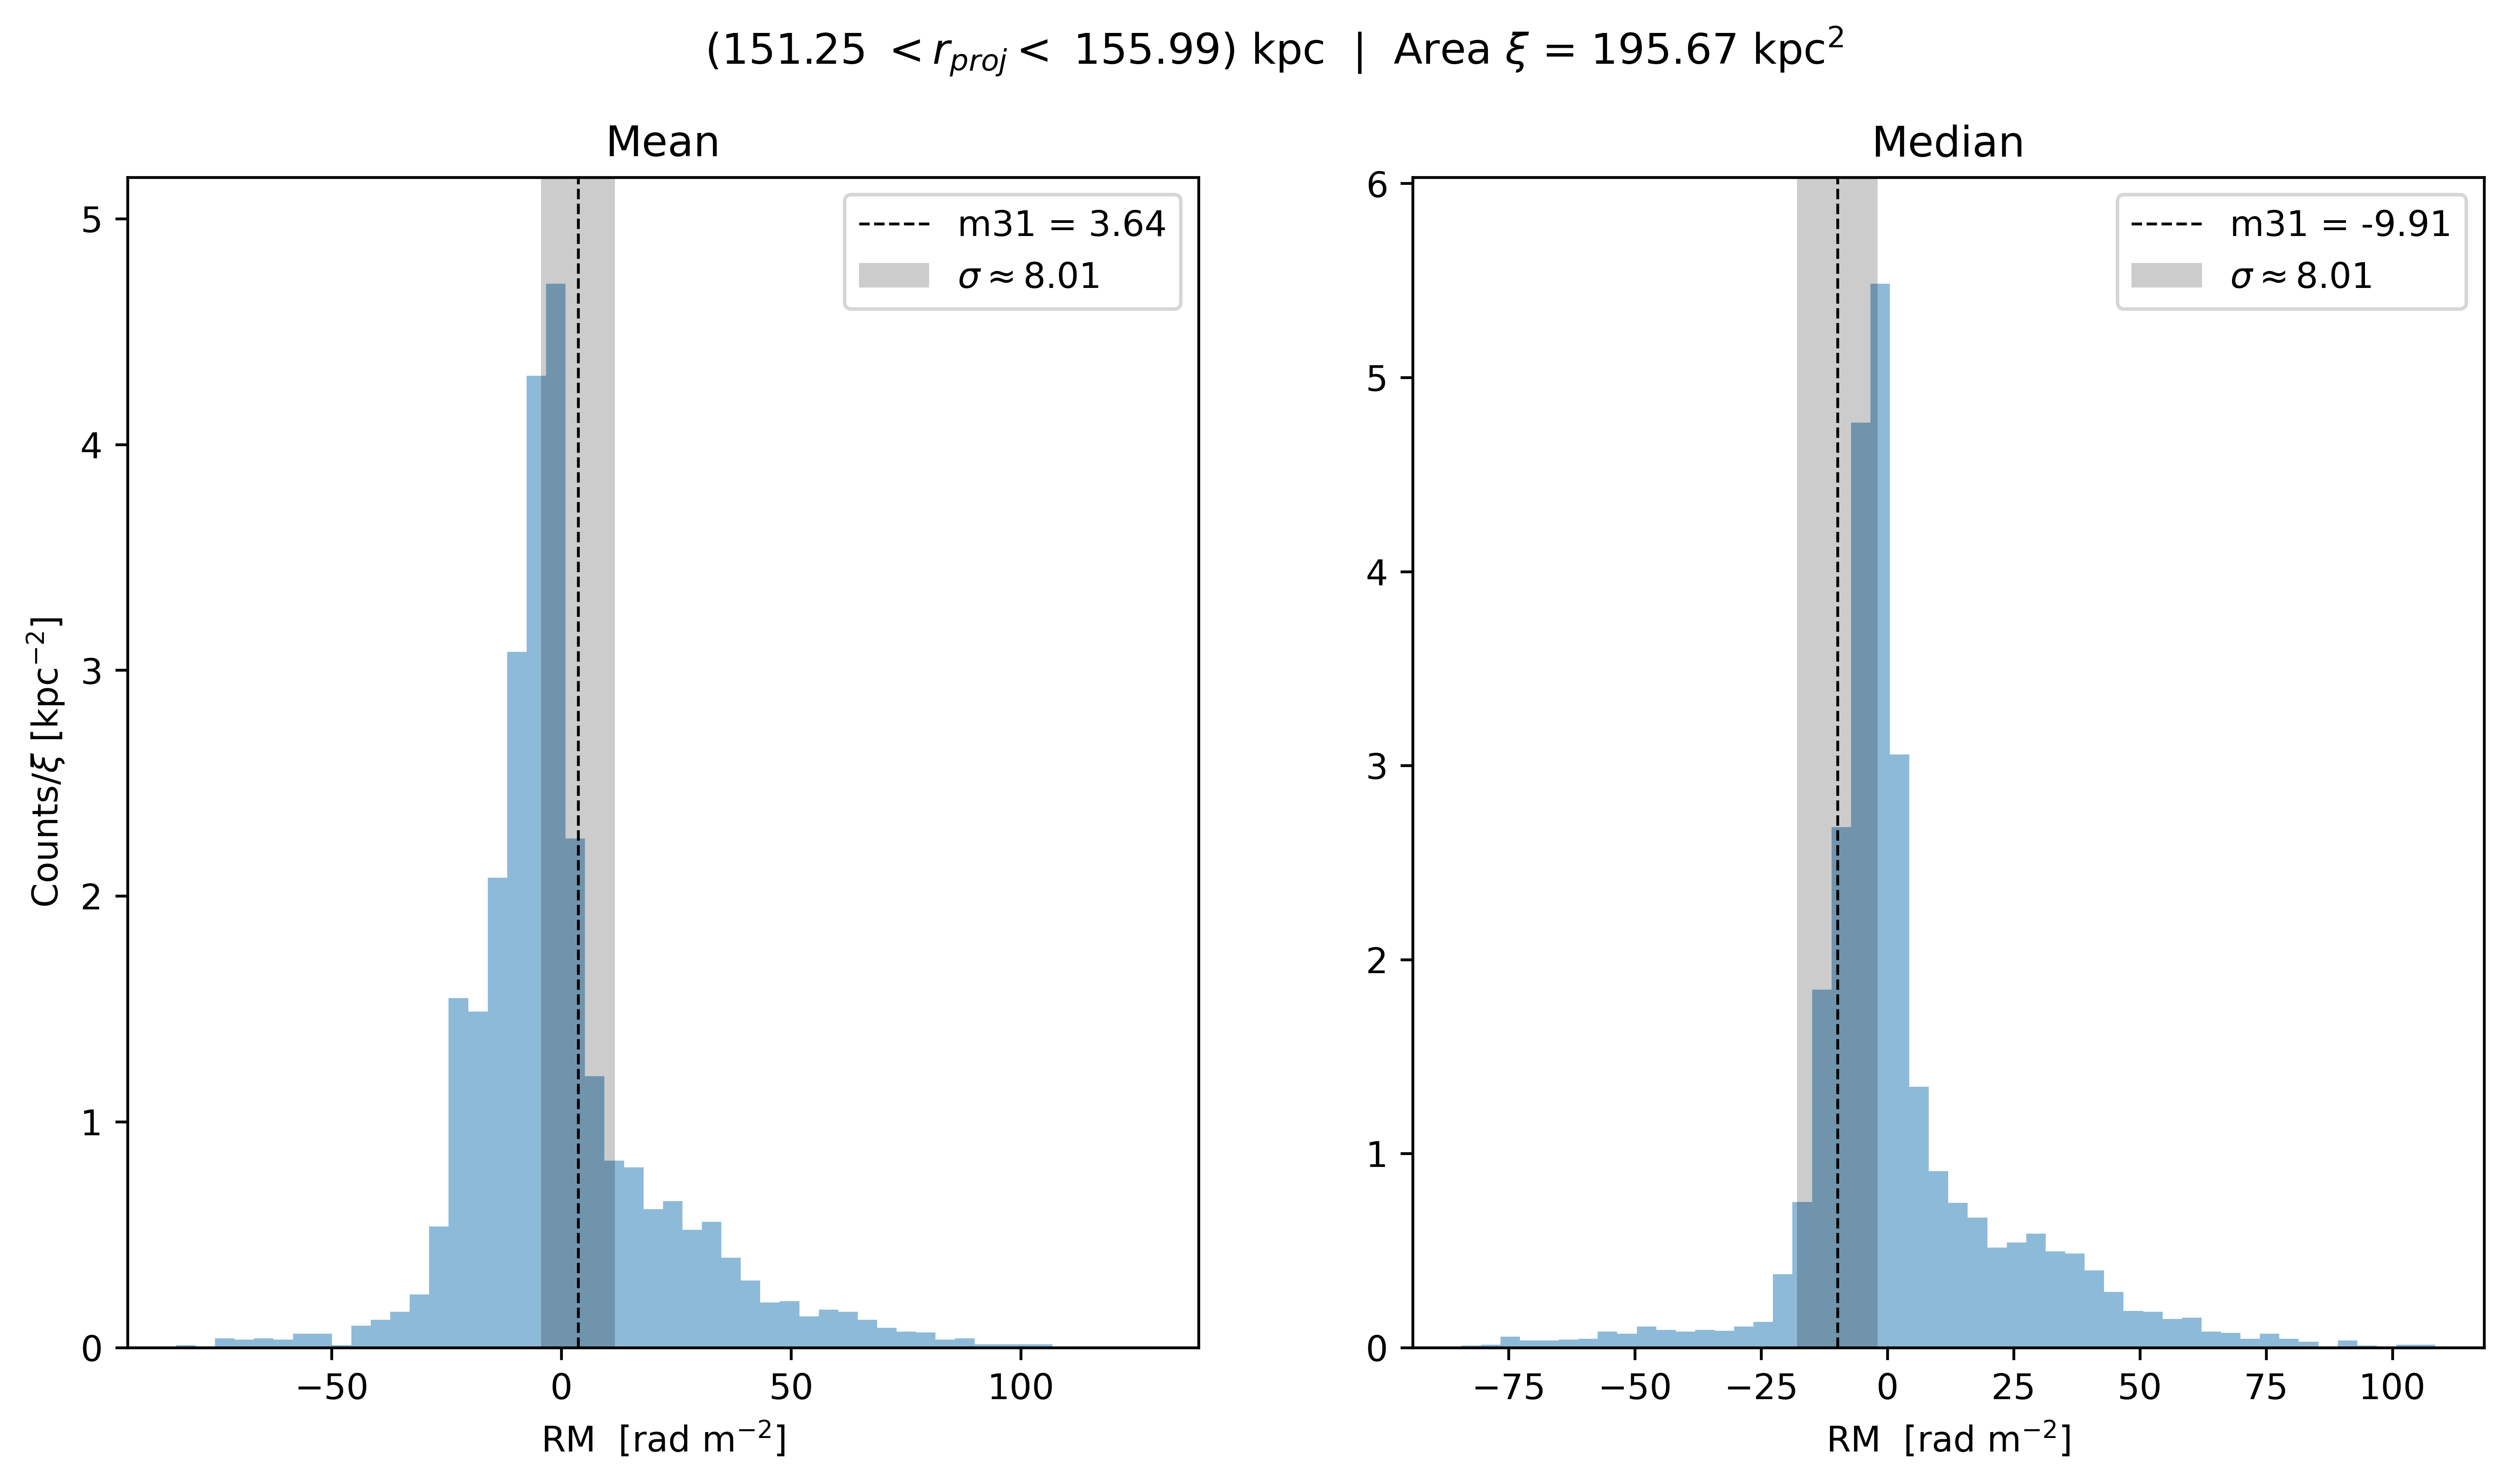 (151.25 < r_proj < 155.99) kpc | Area ξ = 195.67 kpc²
Mean
m31 = 3.64
σ ≈ 8.01
5
4
3
2
1
0
Counts/ξ [kpc⁻²]
−50 0 50 100
RM [rad m⁻²]
Median
m31 = -9.91
σ ≈ 8.01
6
5
4
3
2
1
0
−75 −50 −25 0 25 50 75 100
RM [rad m⁻²]